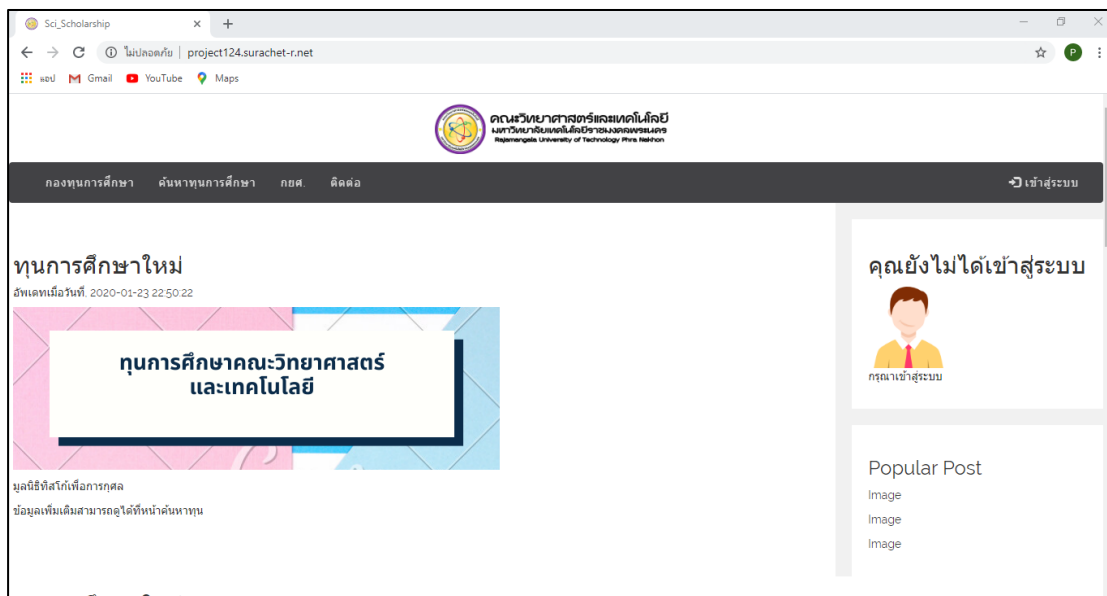 Sci_Scholarship
ไม่ปลอดภัย | project124.surachet-r.net
P
แอป Gmail YouTube Maps
คณะวิทยาศาสตร์และเทคโนโลยี
มหาวิทยาลัยเทคโนโลยีราชมงคลพระนคร
Rajamangala University of Technology Phra Nakhon
กองทุนการศึกษา ค้นหาทุนการศึกษา กยศ. ติดต่อ เข้าสู่ระบบ
ทุนการศึกษาใหม่
อัพเดทเมื่อวันที่. 2020-01-23 22:50:22
ทุนการศึกษาคณะวิทยาศาสตร์
และเทคโนโลยี
มูลนิธิทิสโก้เพื่อการกุศล
ข้อมูลเพิ่มเติมสามารถดูได้ที่หน้าค้นหาทุน
คุณยังไม่ได้เข้าสู่ระบบ
กรุณาเข้าสู่ระบบ
Popular Post
Image
Image
Image